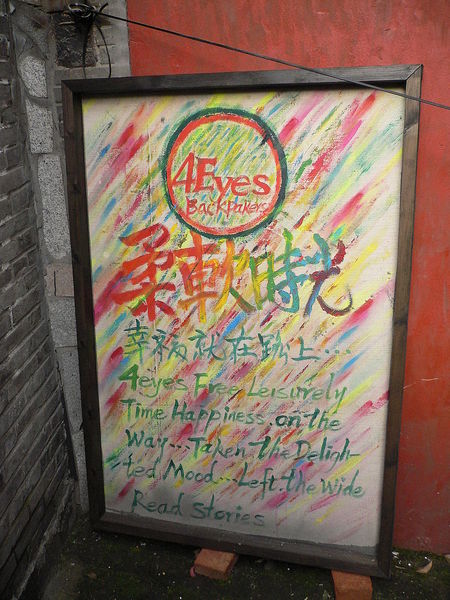 4Eyes
BackPakers
柔軟時光
幸福就在路上...
4eyes Free Leisurely
Time Happiness on the
Way...Taken the Deligh-
ted Mood...Left the Wide
Read Stories